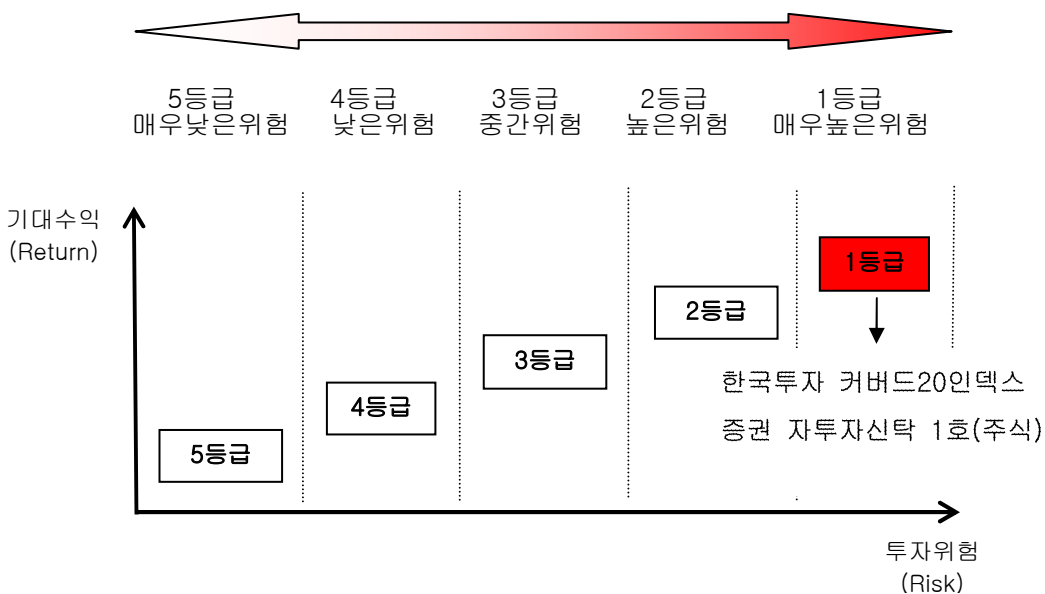 5등급 4등급 3등급 2등급 1등급
매우낮은위험 낮은위험 중간위험 높은위험 매우높은위험
기대수익
(Return)
1등급
2등급
3등급
한국투자 커버드20인덱스
4등급
증권 자투자신탁 1호(주식)
5등급
투자위험
(Risk)